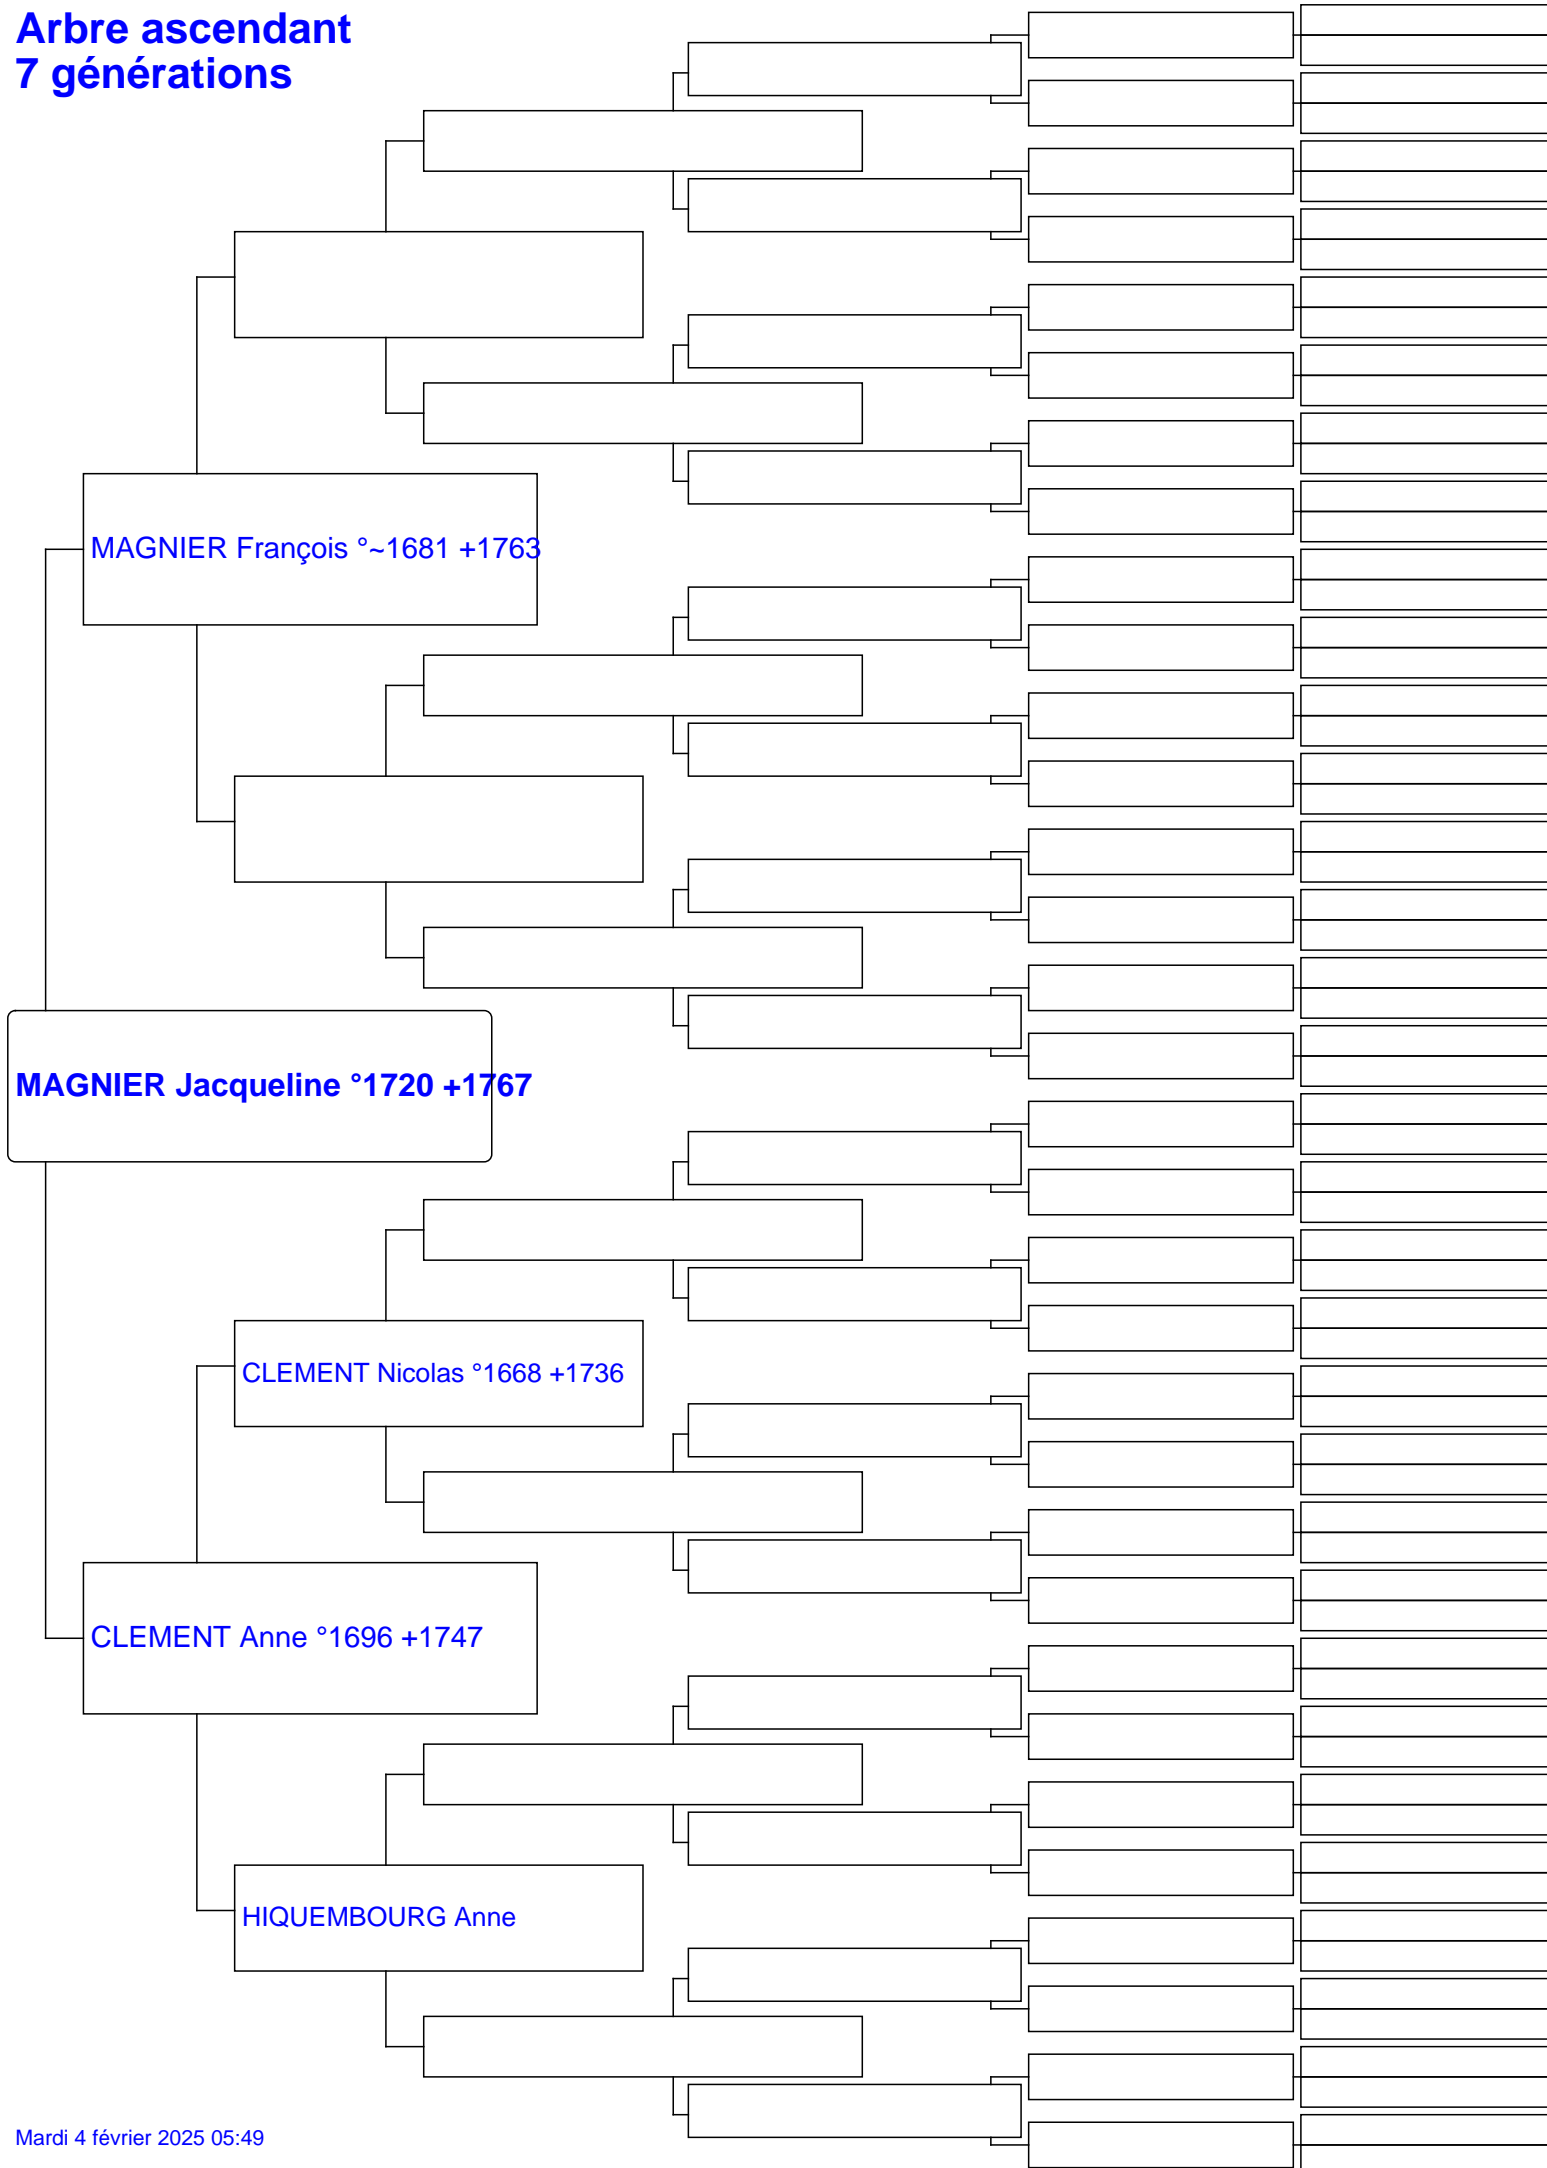 Arbre ascendant
7 générations
MAGNIER François °~1681 +1763
MAGNIER Jacqueline °1720 +1767
CLEMENT Nicolas °1668 +1736
CLEMENT Anne °1696 +1747
HIQUEMBOURG Anne
Mardi 4 février 2025 05:49